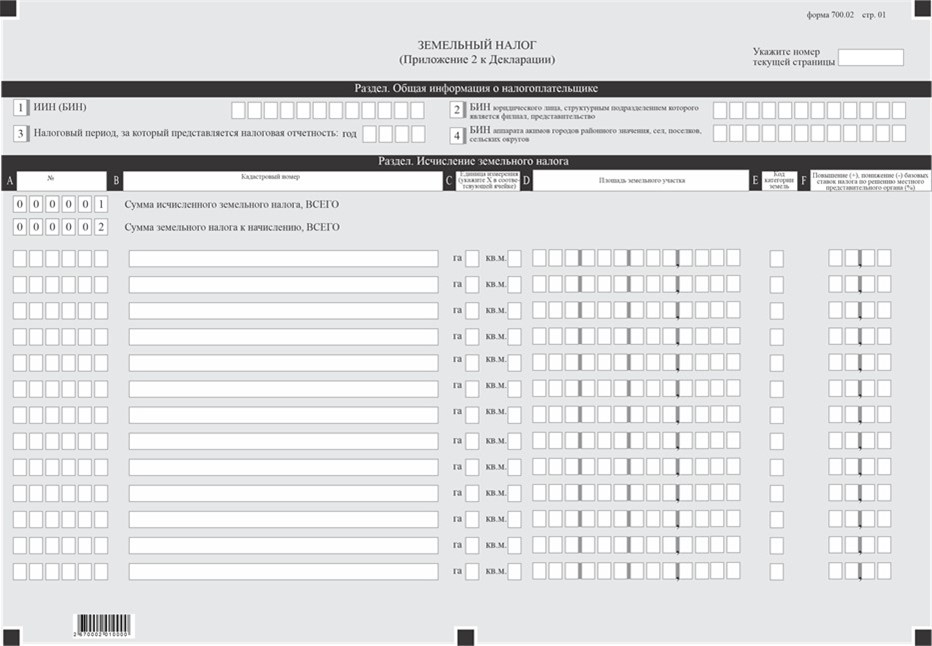 форма 700.02 стр. 01
ЗЕМЕЛЬНЫЙ НАЛОГ
(Приложение 2 к Декларации)
Укажите номер
текущей страницы
Раздел. Общая информация о налогоплательщике
1 ИИН (БИН)
2 БИН юридического лица, структурным подразделением которого
является филиал, представительство
3 Налоговый период, за который представляется налоговая отчетность: год
4 БИН аппарата акимов городов районного значения, сел, поселков,
сельских округов
Раздел. Исчисление земельного налога
A №
B Кадастровый номер
C Единица измерения
(укажите X в соответ-
тствующей ячейке)
D Площадь земельного участка
E Код
категории
земель
F Повышение (+), понижение (-) базовых
ставок налога по решению местного
представительного органа (%)
0 0 0 0 0 1 Сумма исчисленного земельного налога, ВСЕГО
0 0 0 0 0 2 Сумма земельного налога к начислению, ВСЕГО
га кв.м.
га кв.м.
га кв.м.
га кв.м.
га кв.м.
га кв.м.
га кв.м.
га кв.м.
га кв.м.
га кв.м.
га кв.м.
га кв.м.
га кв.м.